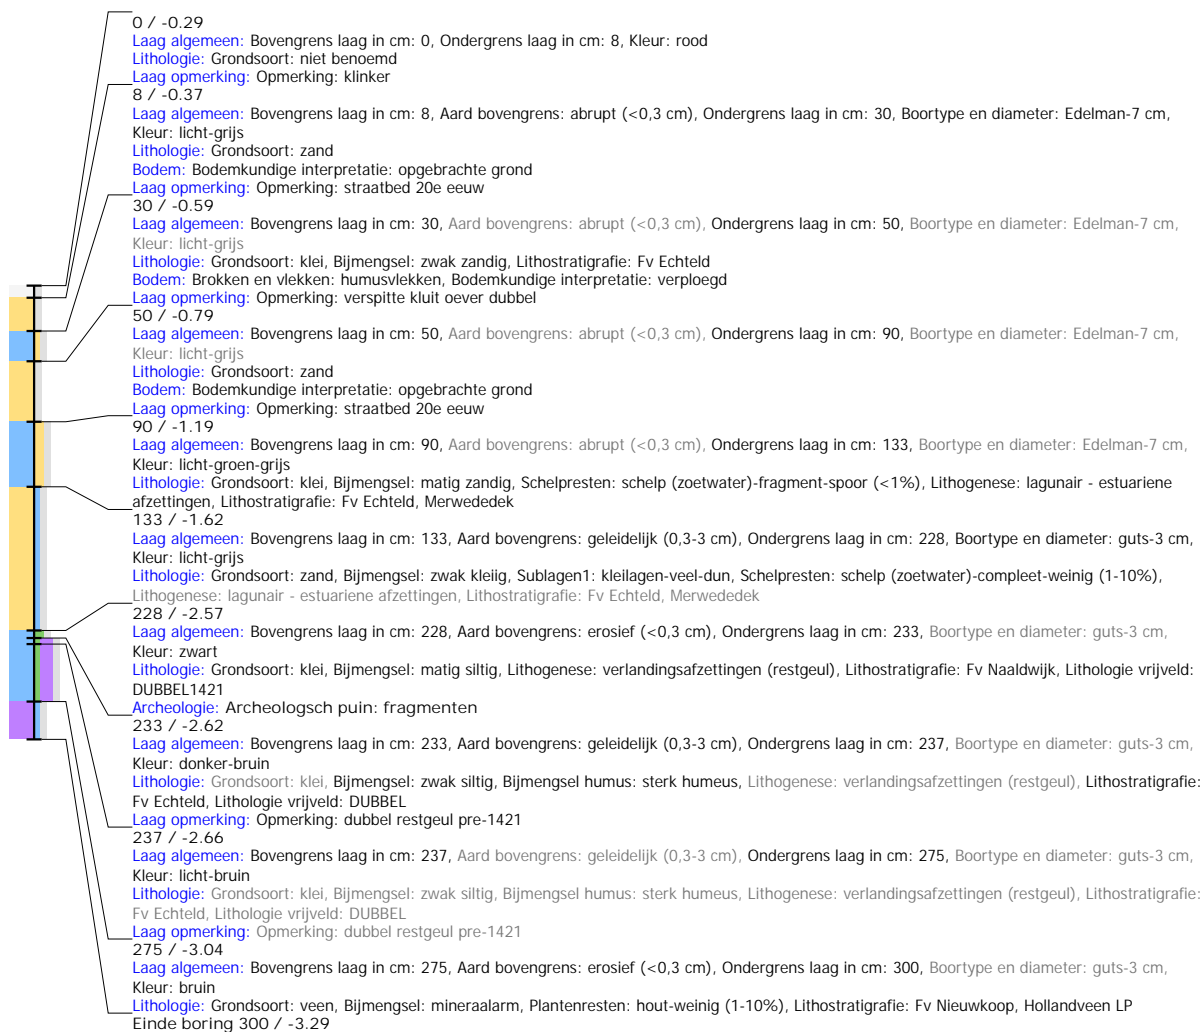 0 / -0.29
Laag algemeen: Bovengrens laag in cm: 0, Ondergrens laag in cm: 8, Kleur: rood
Lithologie: Grondsoort: niet benoemd
Laag opmerking: Opmerking: klinker
8 / -0.37
Laag algemeen: Bovengrens laag in cm: 8, Aard bovengrens: abrupt (<0,3 cm), Ondergrens laag in cm: 30, Boortype en diameter: Edelman-7 cm,
Kleur: licht-grijs
Lithologie: Grondsoort: zand
Bodem: Bodemkundige interpretatie: opgebrachte grond
Laag opmerking: Opmerking: straatbed 20e eeuw
30 / -0.59
Laag algemeen: Bovengrens laag in cm: 30, Aard bovengrens: abrupt (<0,3 cm), Ondergrens laag in cm: 50, Boortype en diameter: Edelman-7 cm,
Kleur: licht-grijs
Lithologie: Grondsoort: klei, Bijmengsel: zwak zandig, Lithostratigrafie: Fv Echteld
Bodem: Brokken en vlekken: humusvlekken, Bodemkundige interpretatie: verploegd
Laag opmerking: Opmerking: verspitte kluit oever dubbel
50 / -0.79
Laag algemeen: Bovengrens laag in cm: 50, Aard bovengrens: abrupt (<0,3 cm), Ondergrens laag in cm: 90, Boortype en diameter: Edelman-7 cm,
Kleur: licht-grijs
Lithologie: Grondsoort: zand
Bodem: Bodemkundige interpretatie: opgebrachte grond
Laag opmerking: Opmerking: straatbed 20e eeuw
90 / -1.19
Laag algemeen: Bovengrens laag in cm: 90, Aard bovengrens: abrupt (<0,3 cm), Ondergrens laag in cm: 133, Boortype en diameter: Edelman-7 cm,
Kleur: licht-groen-grijs
Lithologie: Grondsoort: klei, Bijmengsel: matig zandig, Schelpresten: schelp (zoetwater)-fragment-spoor (<1%), Lithogenese: lagunair - estuariene
afzettingen, Lithostratigrafie: Fv Echteld, Merwededek
133 / -1.62
Laag algemeen: Bovengrens laag in cm: 133, Aard bovengrens: geleidelijk (0,3-3 cm), Ondergrens laag in cm: 228, Boortype en diameter: guts-3 cm,
Kleur: licht-grijs
Lithologie: Grondsoort: zand, Bijmengsel: zwak kleiig, Sublagen1: kleilagen-veel-dun, Schelpresten: schelp (zoetwater)-compleet-weinig (1-10%),
Lithogenese: lagunair - estuariene afzettingen, Lithostratigrafie: Fv Echteld, Merwededek
228 / -2.57
Laag algemeen: Bovengrens laag in cm: 228, Aard bovengrens: erosief (<0,3 cm), Ondergrens laag in cm: 233, Boortype en diameter: guts-3 cm,
Kleur: zwart
Lithologie: Grondsoort: klei, Bijmengsel: matig siltig, Lithogenese: verlandingsafzettingen (restgeul), Lithostratigrafie: Fv Naaldwijk, Lithologie vrijveld:
DUBBEL1421
Archeologie: Archeologsch puin: fragmenten
233 / -2.62
Laag algemeen: Bovengrens laag in cm: 233, Aard bovengrens: geleidelijk (0,3-3 cm), Ondergrens laag in cm: 237, Boortype en diameter: guts-3 cm,
Kleur: donker-bruin
Lithologie: Grondsoort: klei, Bijmengsel: zwak siltig, Bijmengsel humus: sterk humeus, Lithogenese: verlandingsafzettingen (restgeul), Lithostratigrafie:
Fv Echteld, Lithologie vrijveld: DUBBEL
Laag opmerking: Opmerking: dubbel restgeul pre-1421
237 / -2.66
Laag algemeen: Bovengrens laag in cm: 237, Aard bovengrens: geleidelijk (0,3-3 cm), Ondergrens laag in cm: 275, Boortype en diameter: guts-3 cm,
Kleur: licht-bruin
Lithologie: Grondsoort: klei, Bijmengsel: zwak siltig, Bijmengsel humus: sterk humeus, Lithogenese: verlandingsafzettingen (restgeul), Lithostratigrafie:
Fv Echteld, Lithologie vrijveld: DUBBEL
Laag opmerking: Opmerking: dubbel restgeul pre-1421
275 / -3.04
Laag algemeen: Bovengrens laag in cm: 275, Aard bovengrens: erosief (<0,3 cm), Ondergrens laag in cm: 300, Boortype en diameter: guts-3 cm,
Kleur: bruin
Lithologie: Grondsoort: veen, Bijmengsel: mineraalarm, Plantenresten: hout-weinig (1-10%), Lithostratigrafie: Fv Nieuwkoop, Hollandveen LP
Einde boring 300 / -3.29